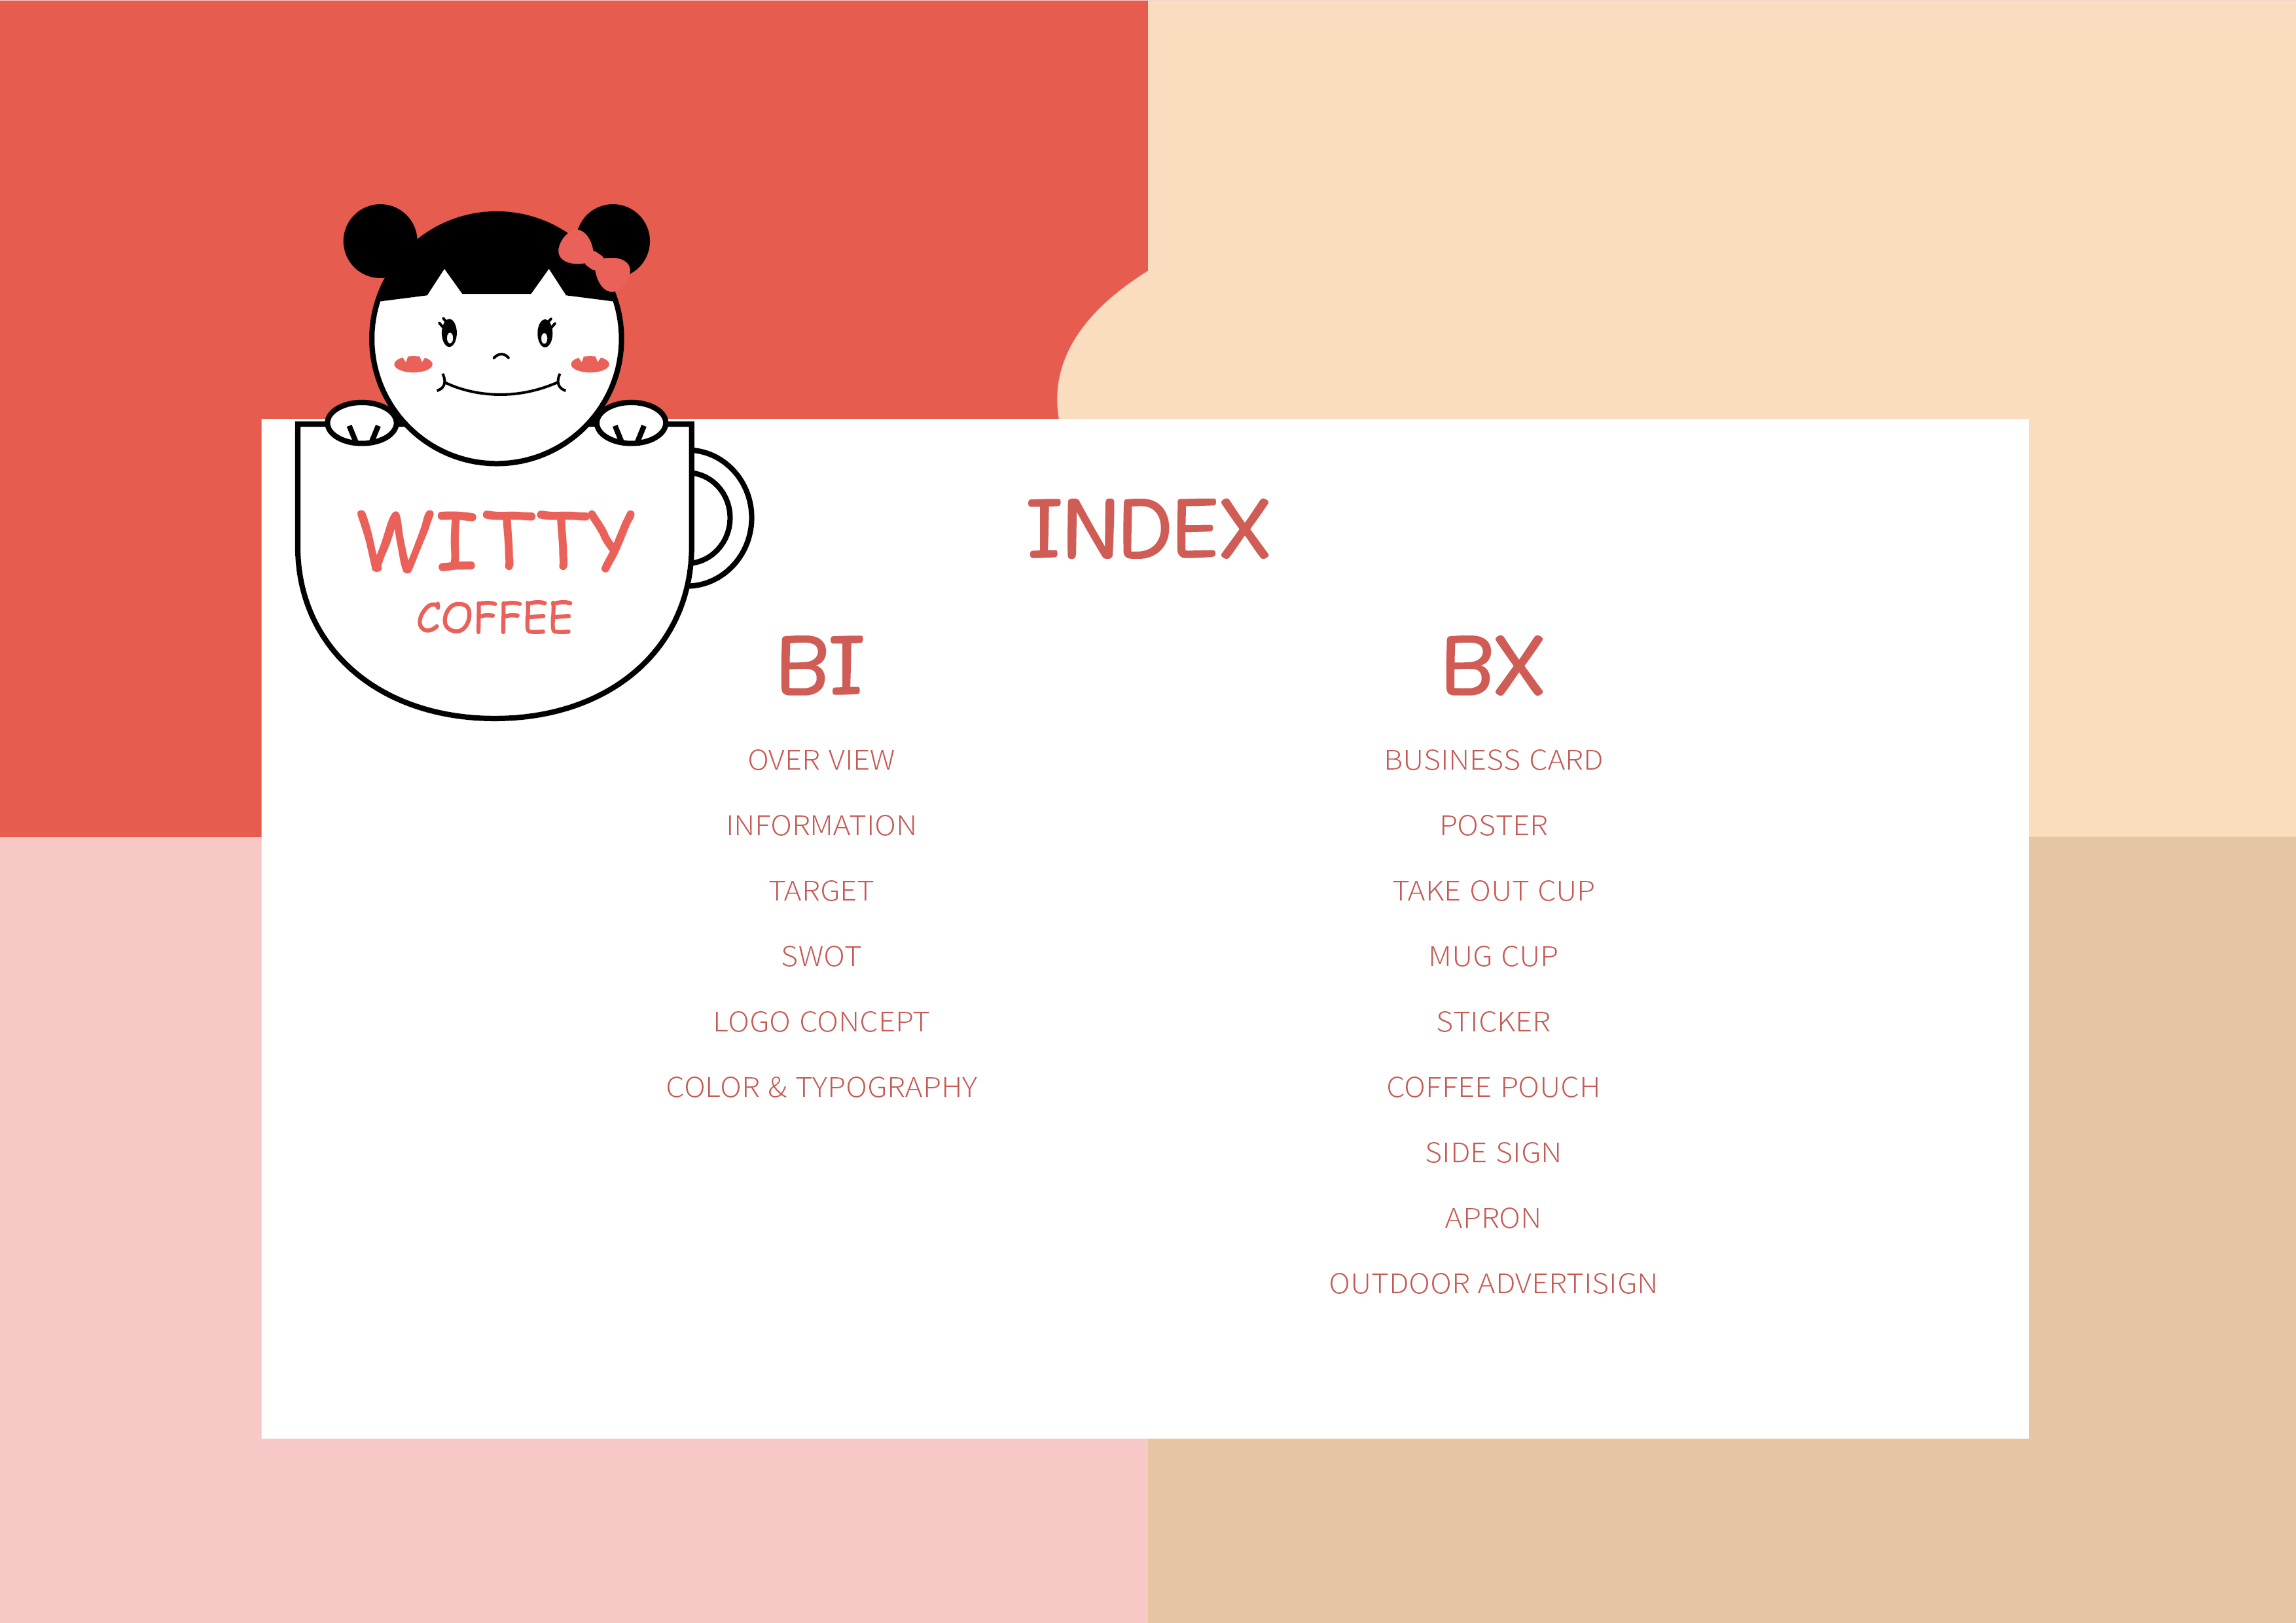 WITTY
COFFEE
INDEX
BI
OVER VIEW
INFORMATION
TARGET
SWOT
LOGO CONCEPT
COLOR & TYPOGRAPHY
BX
BUSINESS CARD
POSTER
TAKE OUT CUP
MUG CUP
STICKER
COFFEE POUCH
SIDE SIGN
APRON
OUTDOOR ADVERTISIGN